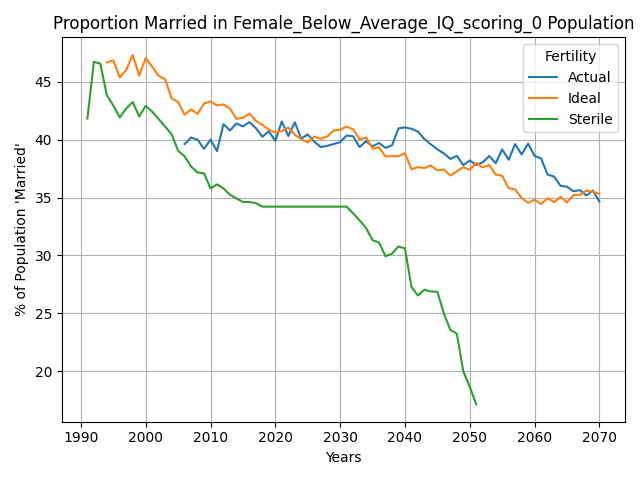 Proportion Married in Female_Below_Average_IQ_scoring_0 Population
% of Population 'Married'
45
40
35
30
25
20
Fertility
Actual
Ideal
Sterile
1990 2000 2010 2020 2030 2040 2050 2060 2070
Years